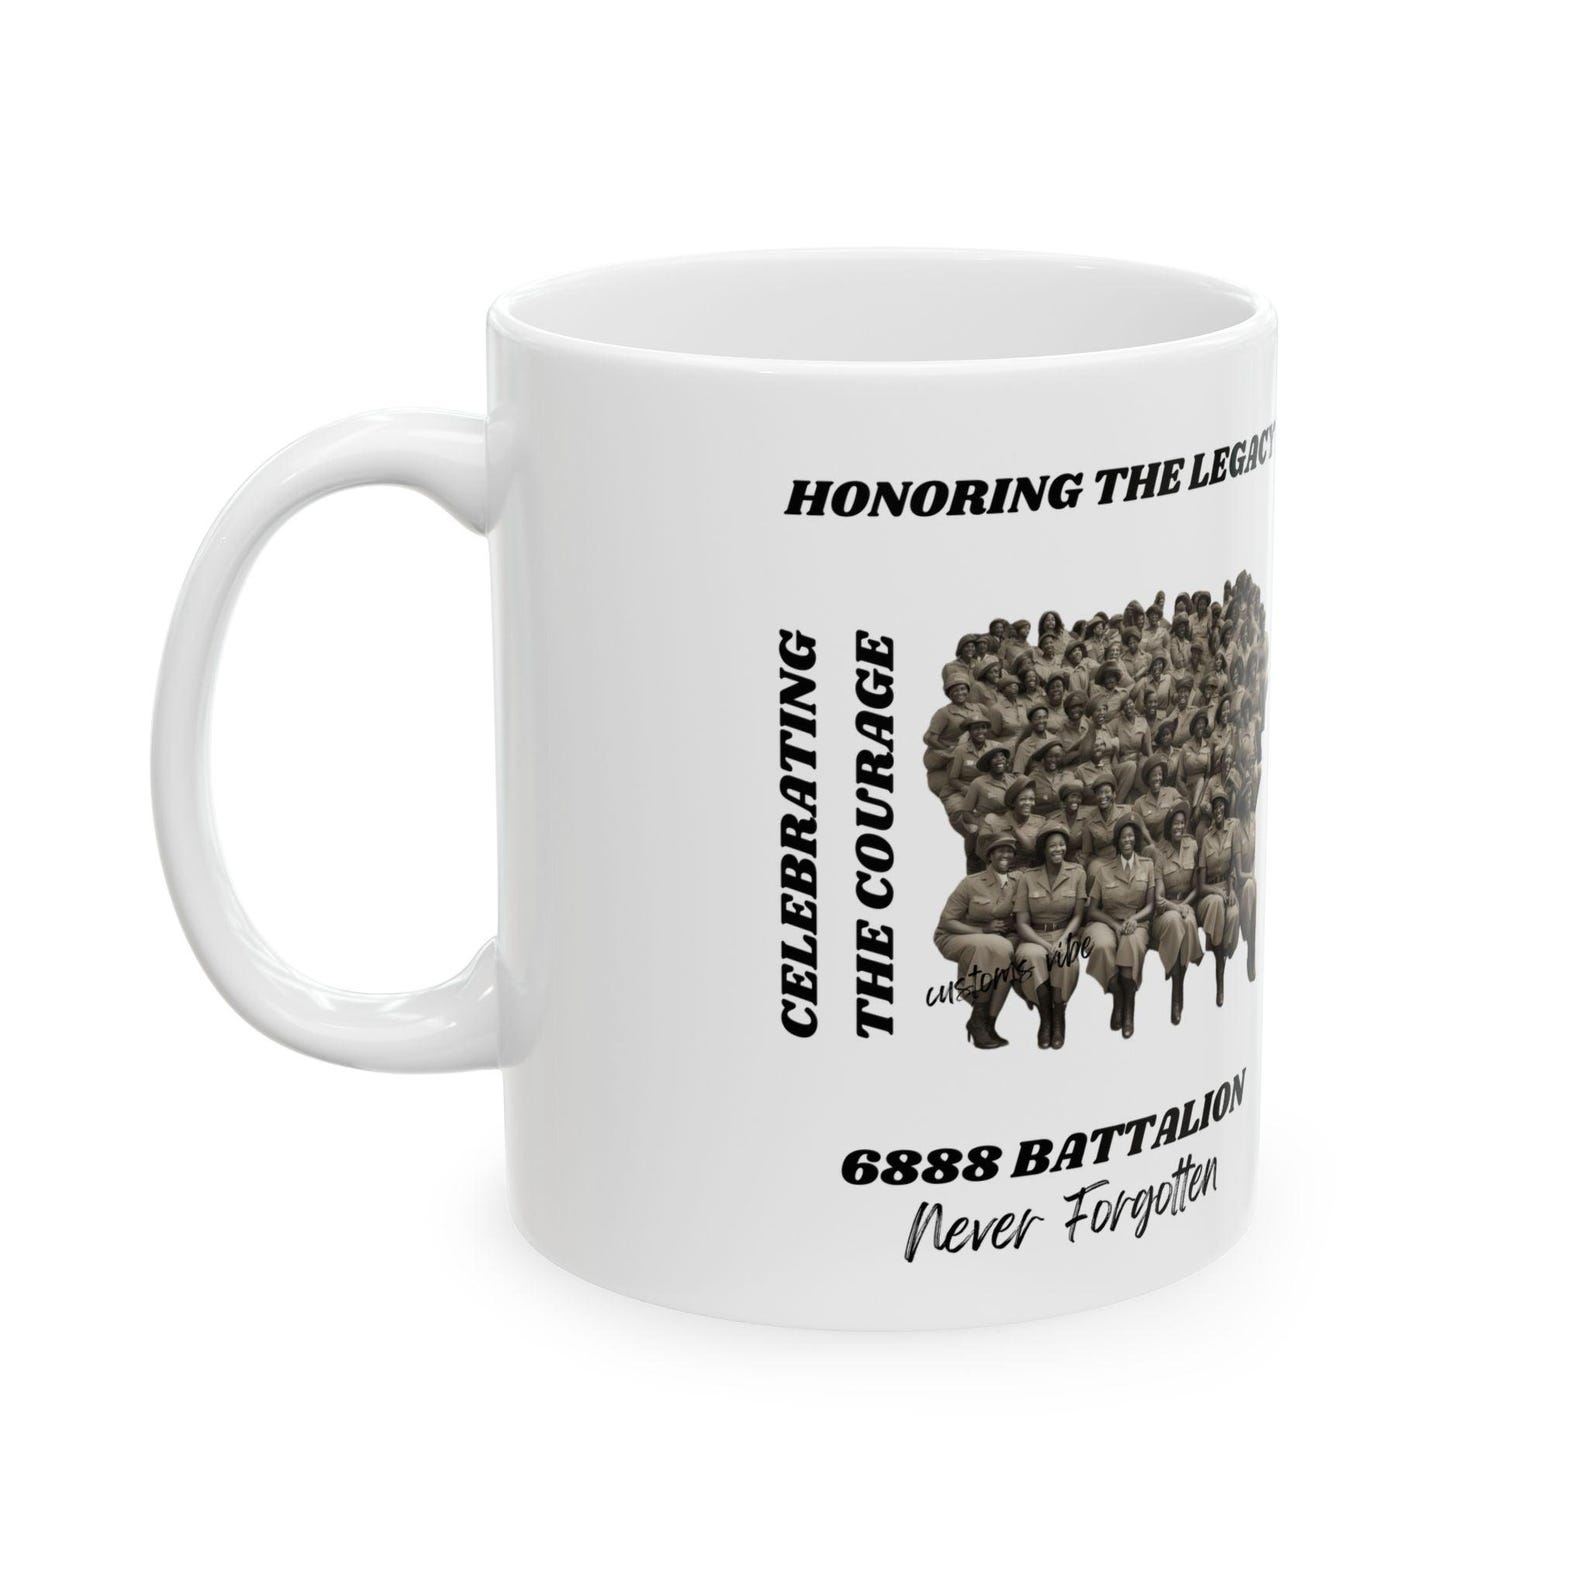 HONORING THE LEGACY
CELEBRATING
THE COURAGE
customs vibe
6888 BATTALION
Never Forgotten